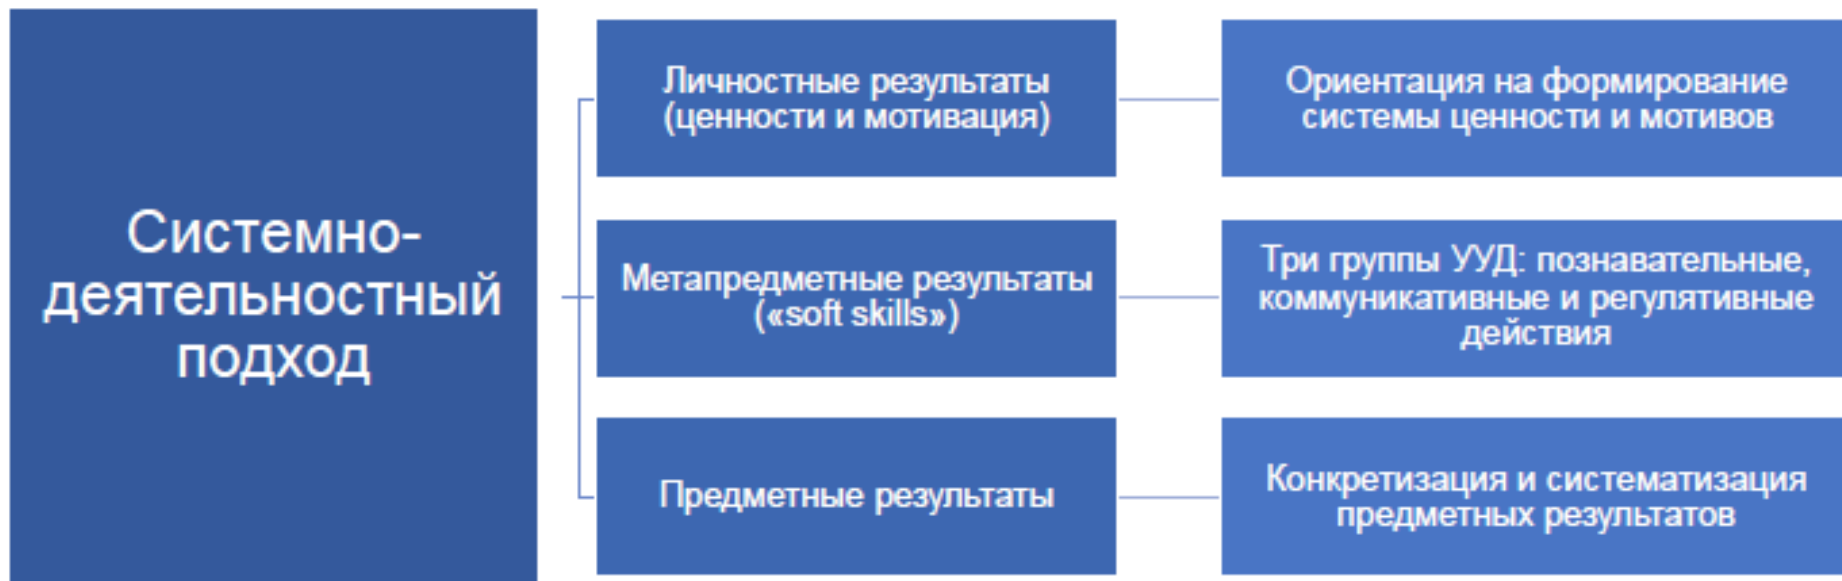 Системно-
деятельностный
подход
Личностные результаты
(ценности и мотивация)
Ориентация на формирование
системы ценности и мотивов
Метапредметные результаты
(«soft skills»)
Три группы УУД: познавательные,
коммуникативные и регулятивные
действия
Предметные результаты
Конкретизация и систематизация
предметных результатов